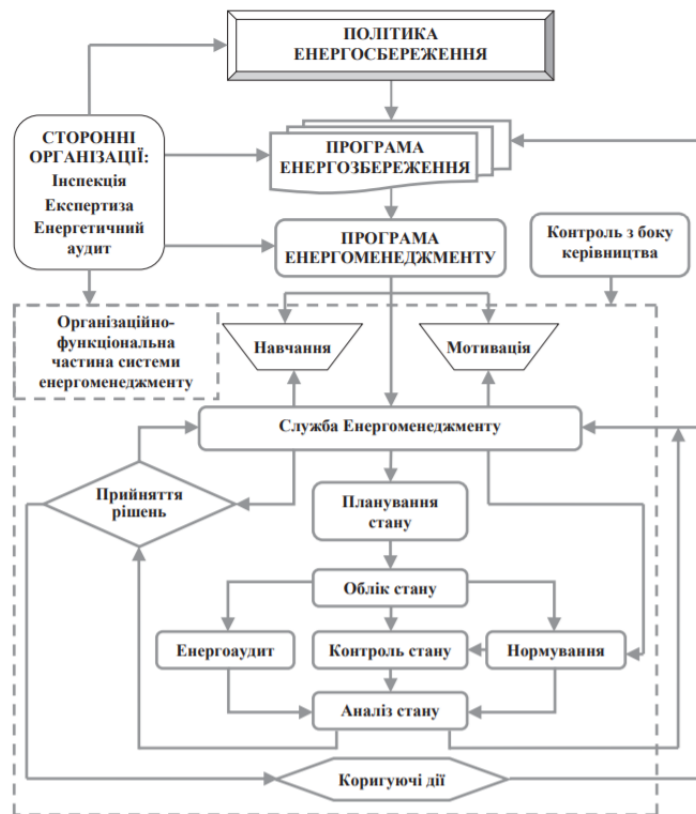 ПОЛІТИКА
ЕНЕРГОСБЕРЕЖЕННЯ
СТОРОННІ
ОРГАНІЗАЦІЇ:
Інспекція
Експертиза
Енергетичний
аудит
ПРОГРАМА
ЕНЕРГОЗБЕРЕЖЕННЯ
ПРОГРАМА
ЕНЕРГОМЕНЕДЖМЕНТУ
Контроль з боку
керівництва
Організаційно-
функціональна
частина системи
енергоменеджменту
Навчання
Мотивація
Служба Енергоменеджменту
Прийняття
рішень
Планування
стану
Облік стану
Енергоаудит
Контроль стану
Нормування
Аналіз стану
Коригуючі дії